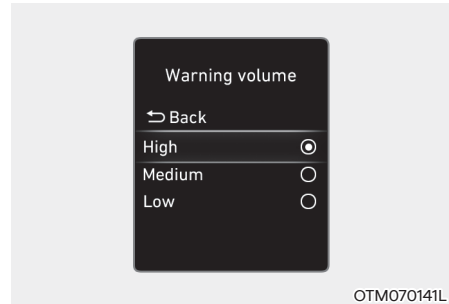 Warning volume
Back
High
Medium
Low
OTM070141L